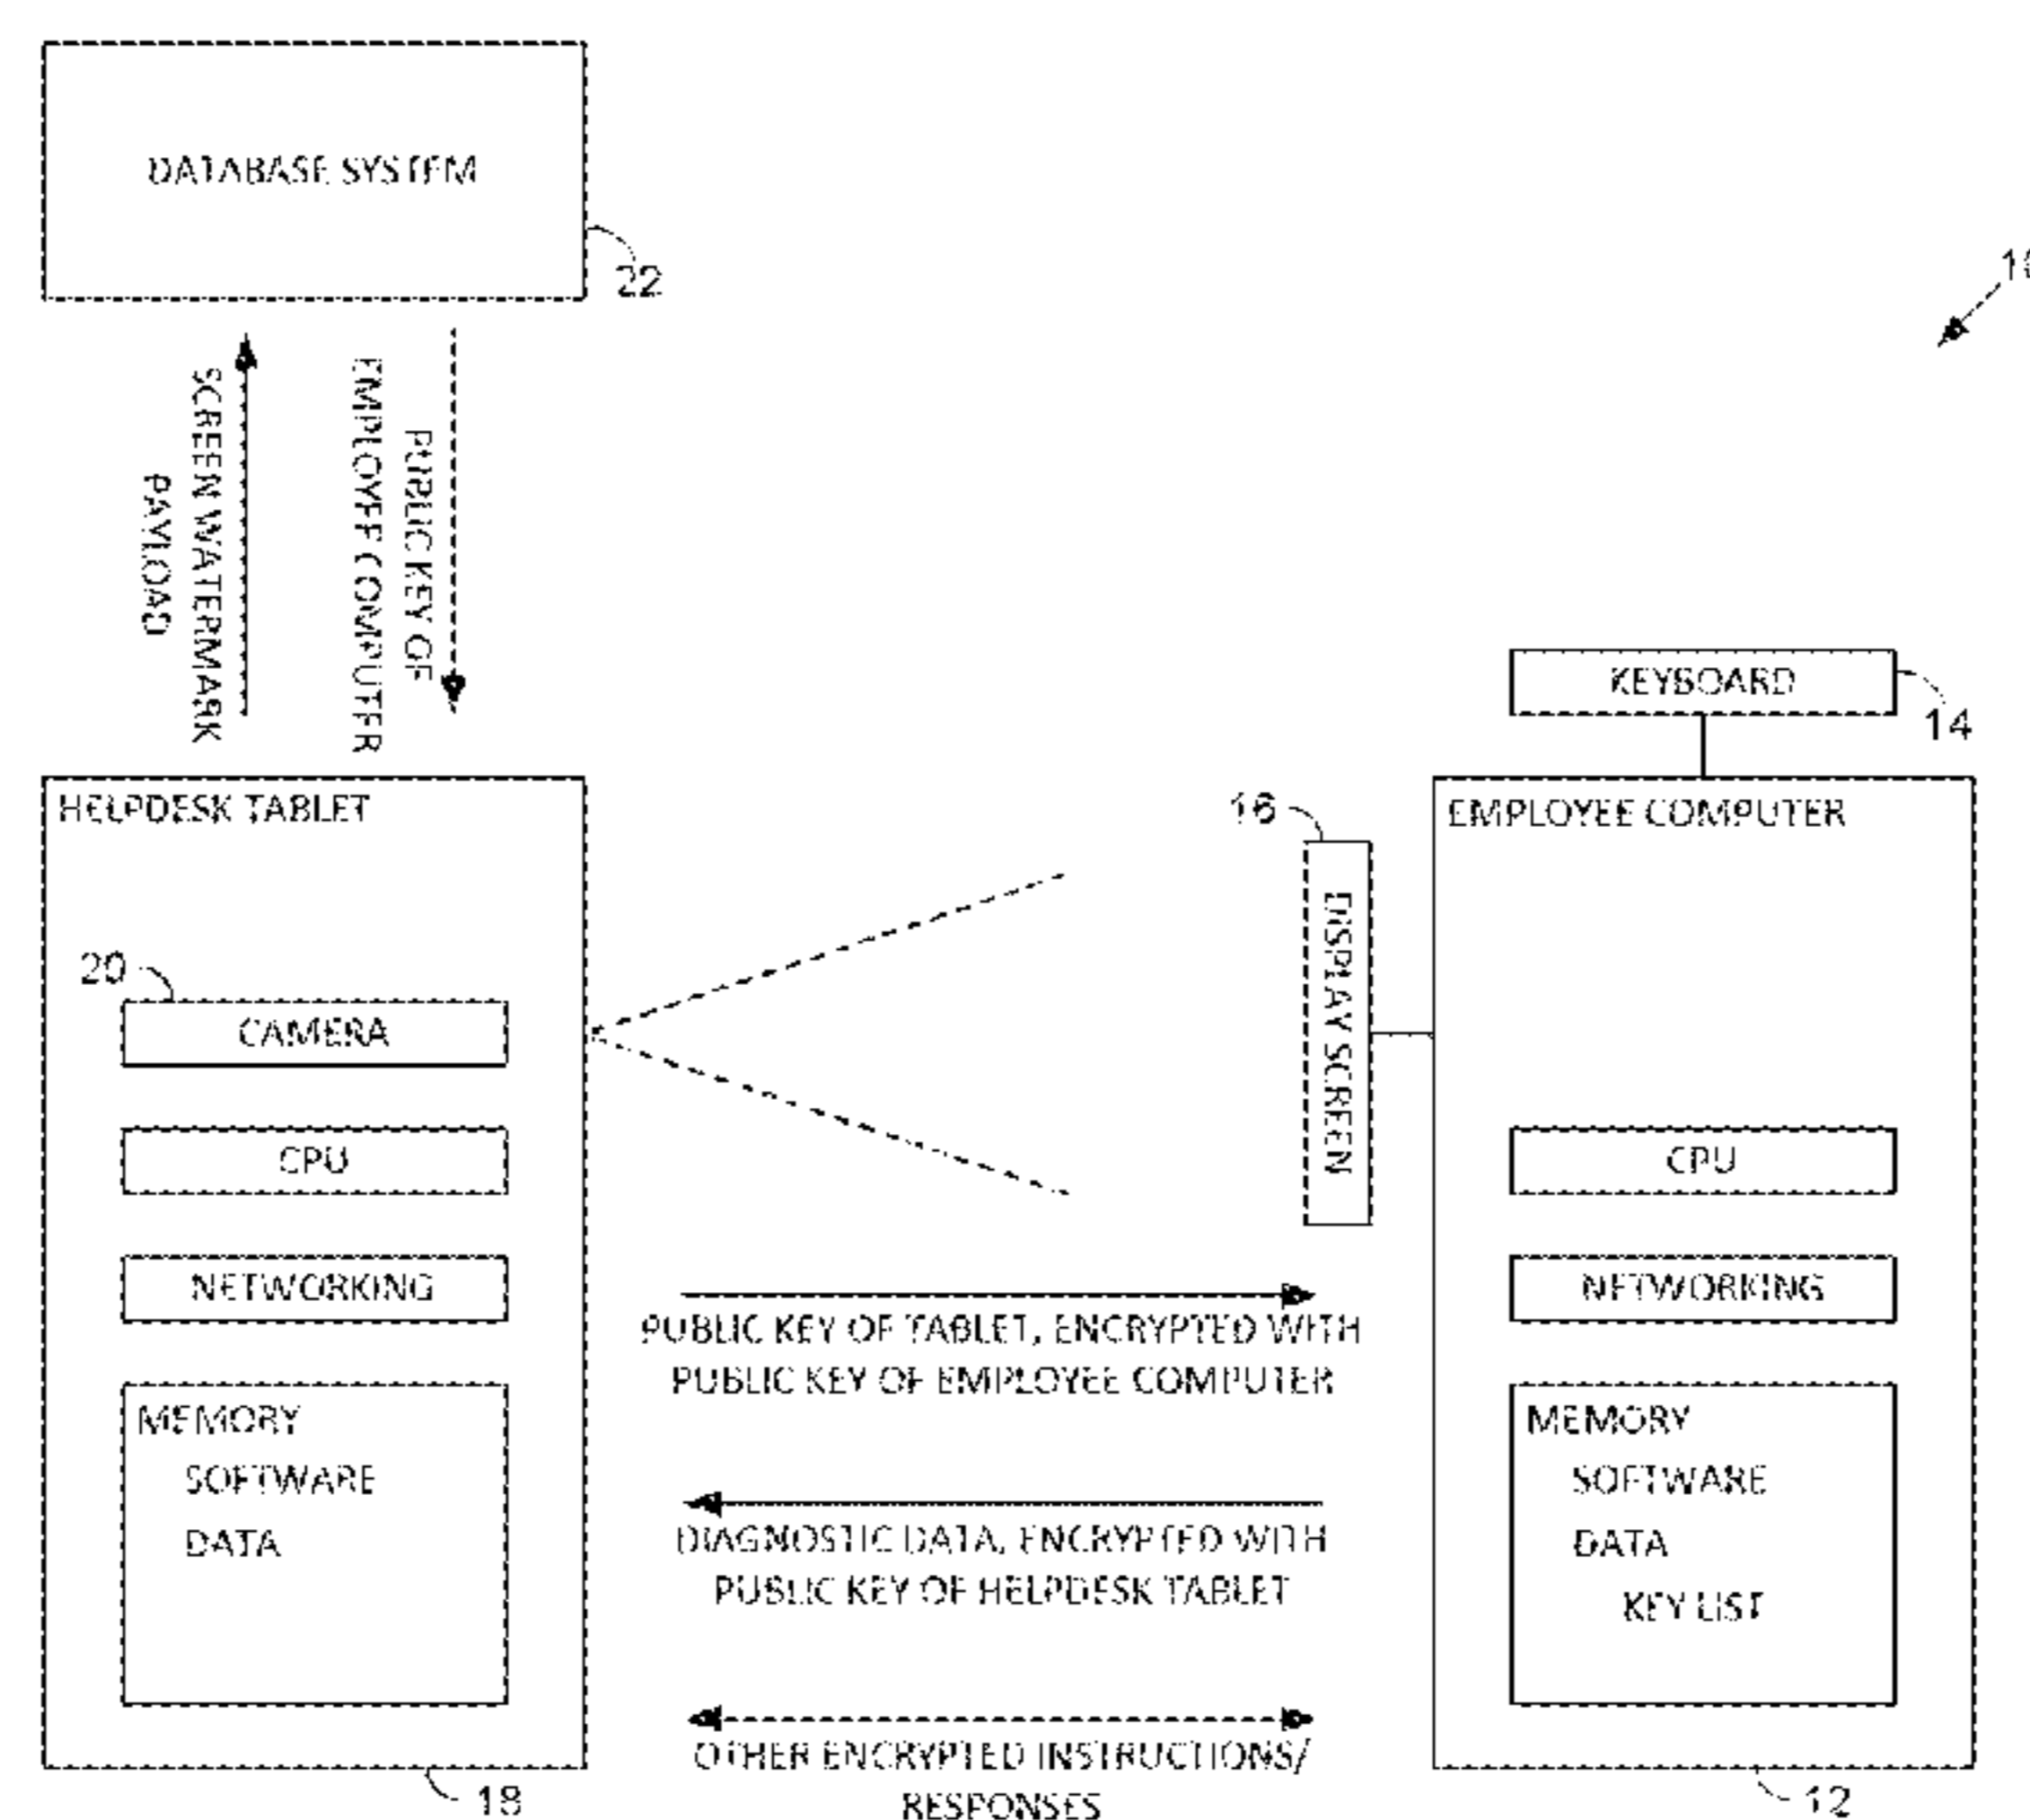 DATABASE SYSTEM
22
SCREEN WATERMARK
PAYLOAD
PUBLIC KEY OF
EMPLOYEE COMPUTER
KEYBOARD
14
HELPDESK TABLET
20
CAMERA
CPU
NETWORKING
MEMORY
SOFTWARE
DATA
18
16
DISPLAY SCREEN
PUBLIC KEY OF TABLET, ENCRYPTED WITH
PUBLIC KEY OF EMPLOYEE COMPUTER
DIAGNOSTIC DATA, ENCRYPTED WITH
PUBLIC KEY OF HELPDESK TABLET
OTHER ENCRYPTED INSTRUCTIONS/
RESPONSES
EMPLOYEE COMPUTER
CPU
NETWORKING
MEMORY
SOFTWARE
DATA
KEY LIST
12